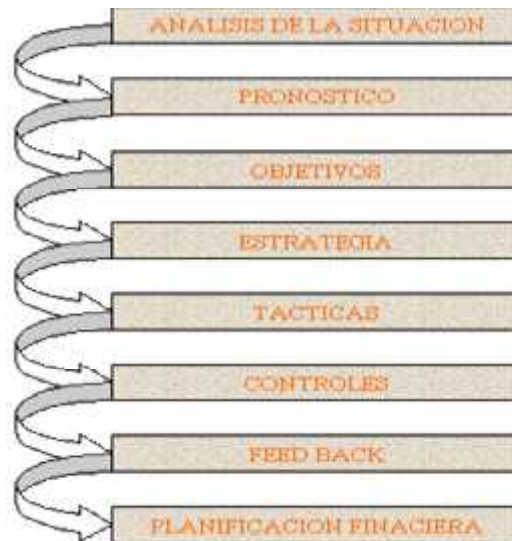 ANALISIS DE LA SITUACION
PRONOSTICO
OBJETIVOS
ESTRATEGIA
TACTICAS
CONTROLES
FEED BACK
PLANIFICACION FINACIERA